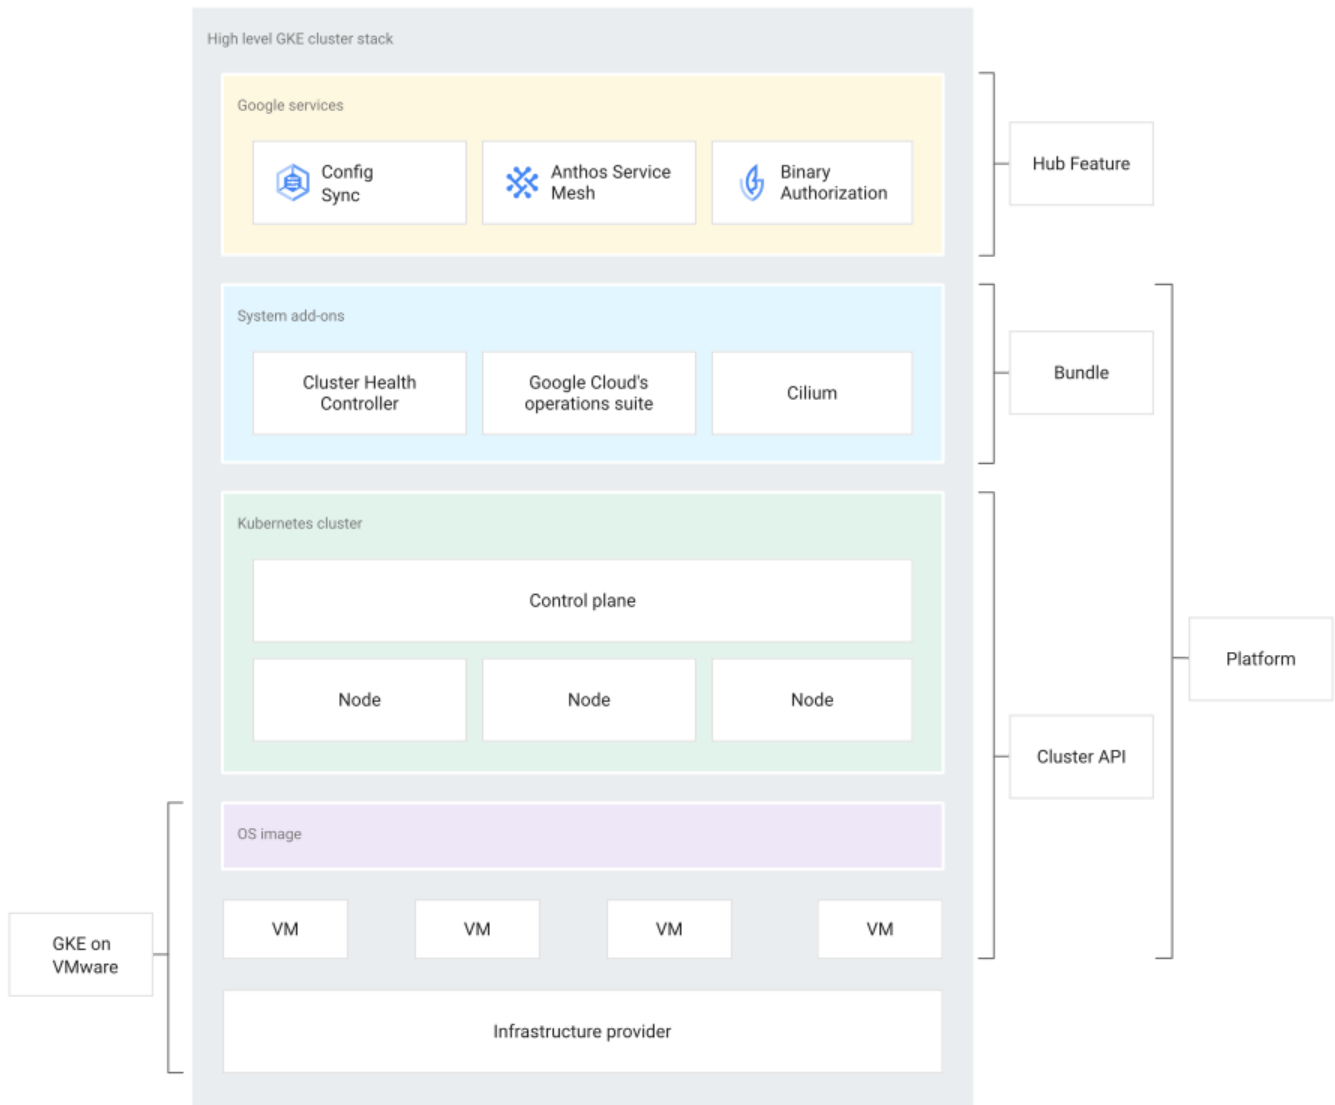 High level GKE cluster stack
Google services
Config
Sync
Anthos Service
Mesh
Binary
Authorization
Hub Feature
System add-ons
Cluster Health
Controller
Google Cloud's
operations suite
Cilium
Bundle
Kubernetes cluster
Control plane
Node
Node
Node
Platform
Cluster API
OS image
VM
VM
VM
VM
GKE on
VMware
Infrastructure provider